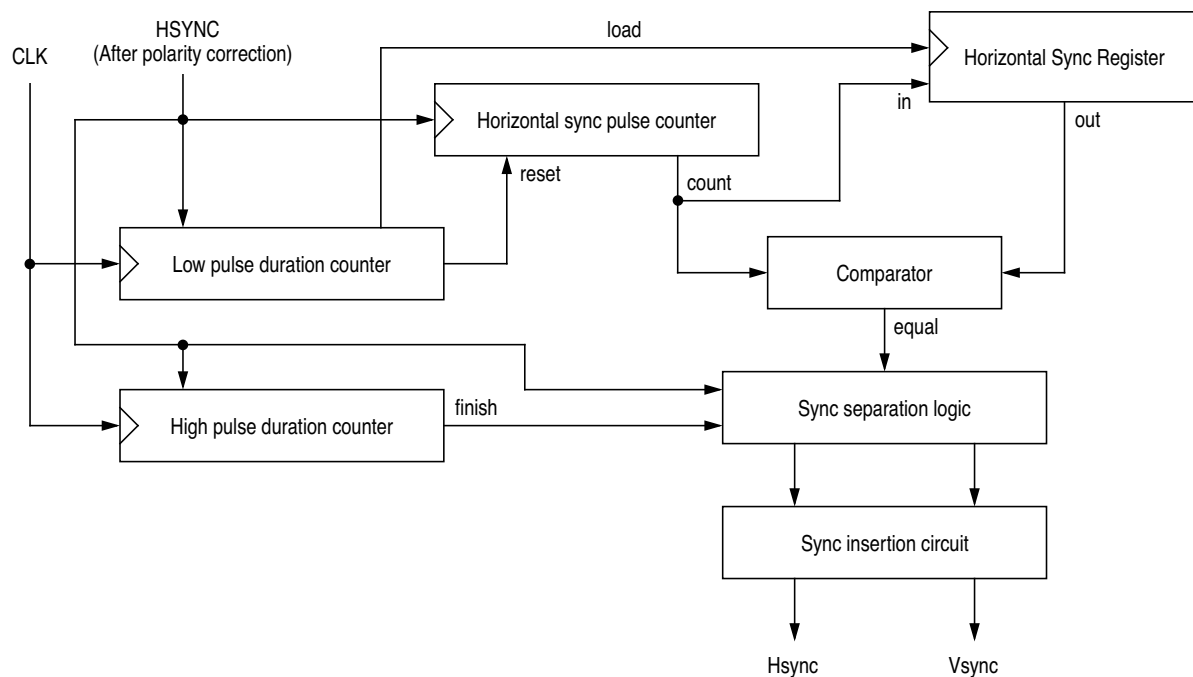 HSYNC
(After polarity correction)
CLK
load
Horizontal Sync Register
in
out
Horizontal sync pulse counter
reset
count
Low pulse duration counter
Comparator
equal
High pulse duration counter
finish
Sync separation logic
Sync insertion circuit
Hsync
Vsync